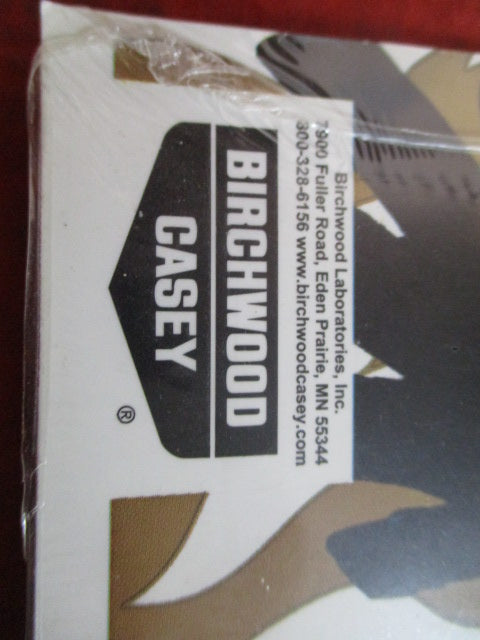 BIRCHWOOD
CASEY
®
Birchwood Laboratories, Inc.
7900 Fuller Road, Eden Prairie, MN 55344
800-328-6156 www.birchwoodcasey.com